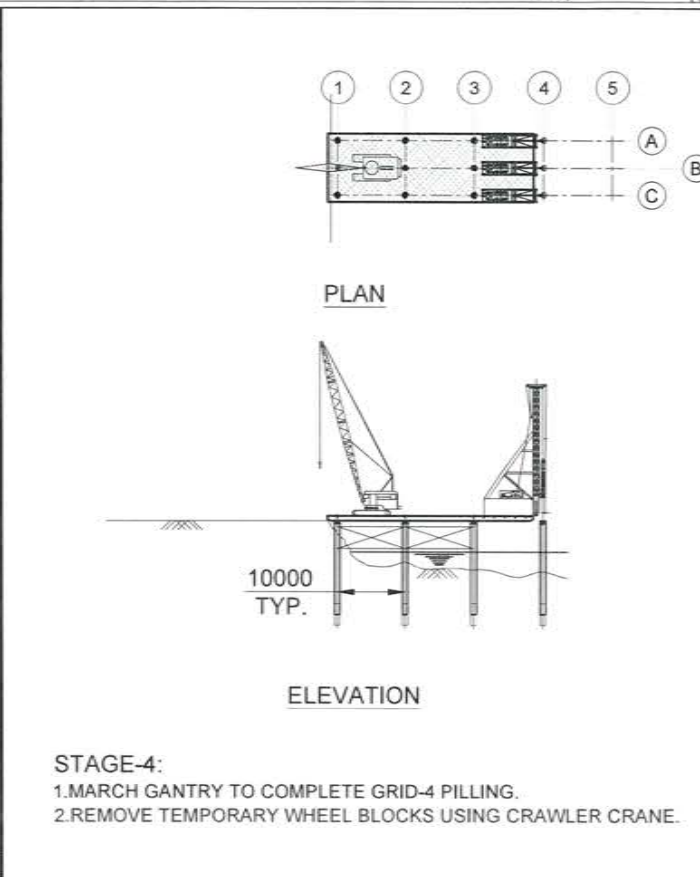 1 2 3 4 5
A
B
C
PLAN
10000
TYP.
ELEVATION
STAGE-4:
1.MARCH GANTRY TO COMPLETE GRID-4 PILLING.
2.REMOVE TEMPORARY WHEEL BLOCKS USING CRAWLER CRANE.